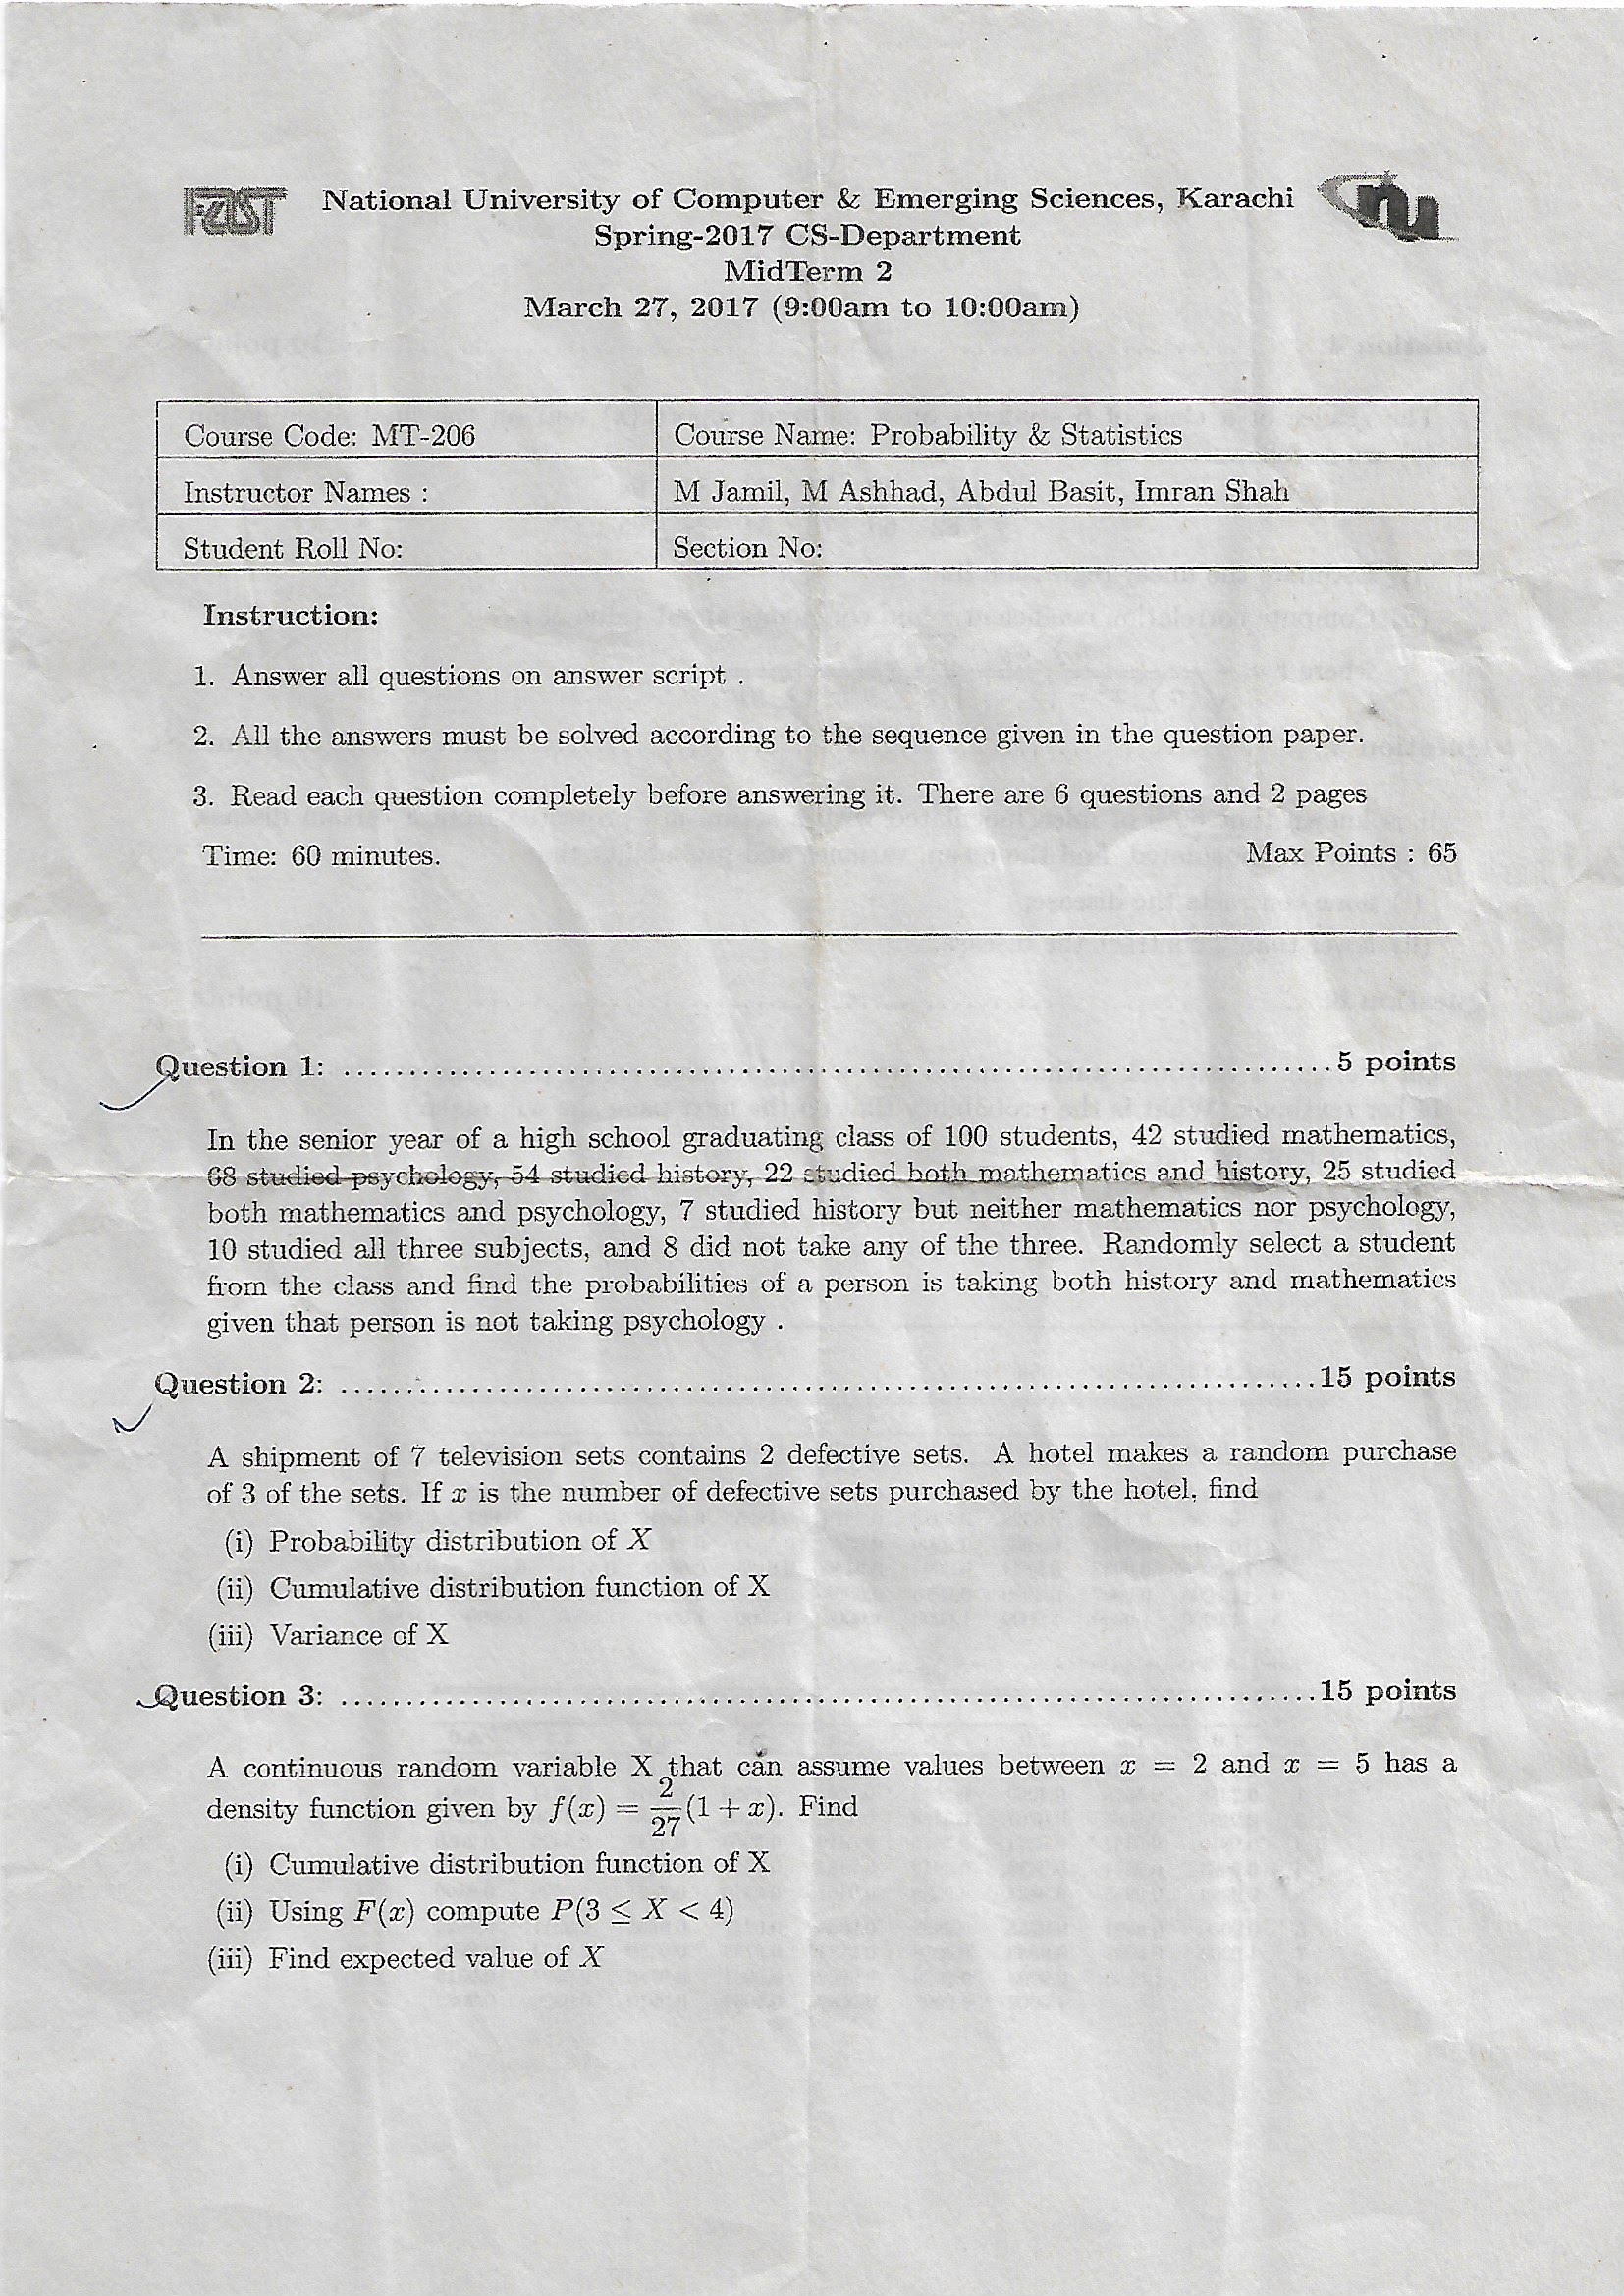 FAST National University of Computer & Emerging Sciences, Karachi nu
Spring-2017 CS-Department
MidTerm 2
March 27, 2017 (9:00am to 10:00am)
Course Code: MT-206 Course Name: Probability & Statistics
Instructor Names : M Jamil, M Ashhad, Abdul Basit, Imran Shah
Student Roll No: Section No:
Instruction:
1. Answer all questions on answer script .
2. All the answers must be solved according to the sequence given in the question paper.
3. Read each question completely before answering it. There are 6 questions and 2 pages
Time: 60 minutes. Max Points : 65
Question 1: ........................................................................... 5 points
In the senior year of a high school graduating class of 100 students, 42 studied mathematics,
68 studied psychology, 54 studied history, 22 studied both mathematics and history, 25 studied
both mathematics and psychology, 7 studied history but neither mathematics nor psychology,
10 studied all three subjects, and 8 did not take any of the three. Randomly select a student
from the class and find the probabilities of a person is taking both history and mathematics
given that person is not taking psychology .
Question 2: .......................................................................... 15 points
A shipment of 7 television sets contains 2 defective sets. A hotel makes a random purchase
of 3 of the sets. If x is the number of defective sets purchased by the hotel, find
(i) Probability distribution of X
(ii) Cumulative distribution function of X
(iii) Variance of X
Question 3: .......................................................................... 15 points
A continuous random variable X that can assume values between x = 2 and x = 5 has a
density function given by f(x) = 2/27(1 + x). Find
(i) Cumulative distribution function of X
(ii) Using F(x) compute P(3 ≤ X < 4)
(iii) Find expected value of X